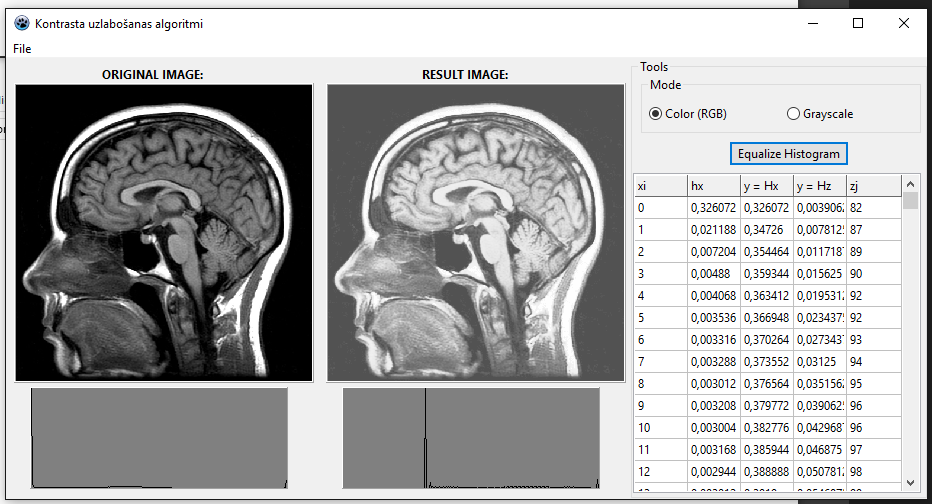 Kontrasta uzlabošanas algoritmi
File
ORIGINAL IMAGE:
RESULT IMAGE:
Tools
Mode
Color (RGB)
Grayscale
Equalize Histogram
xi hx y = Hx y = Hz zj
0 0,326072 0,326072 0,003906 82
1 0,021188 0,34726 0,007812 87
2 0,007204 0,354464 0,011718 89
3 0,00488 0,359344 0,015625 90
4 0,004068 0,363412 0,019531 92
5 0,003536 0,366948 0,023437 92
6 0,003316 0,370264 0,027343 93
7 0,003288 0,373552 0,03125 94
8 0,003012 0,376564 0,035156 95
9 0,003208 0,379772 0,039062 96
10 0,003004 0,382776 0,042968 96
11 0,003168 0,385944 0,046875 97
12 0,002944 0,388888 0,050781 98